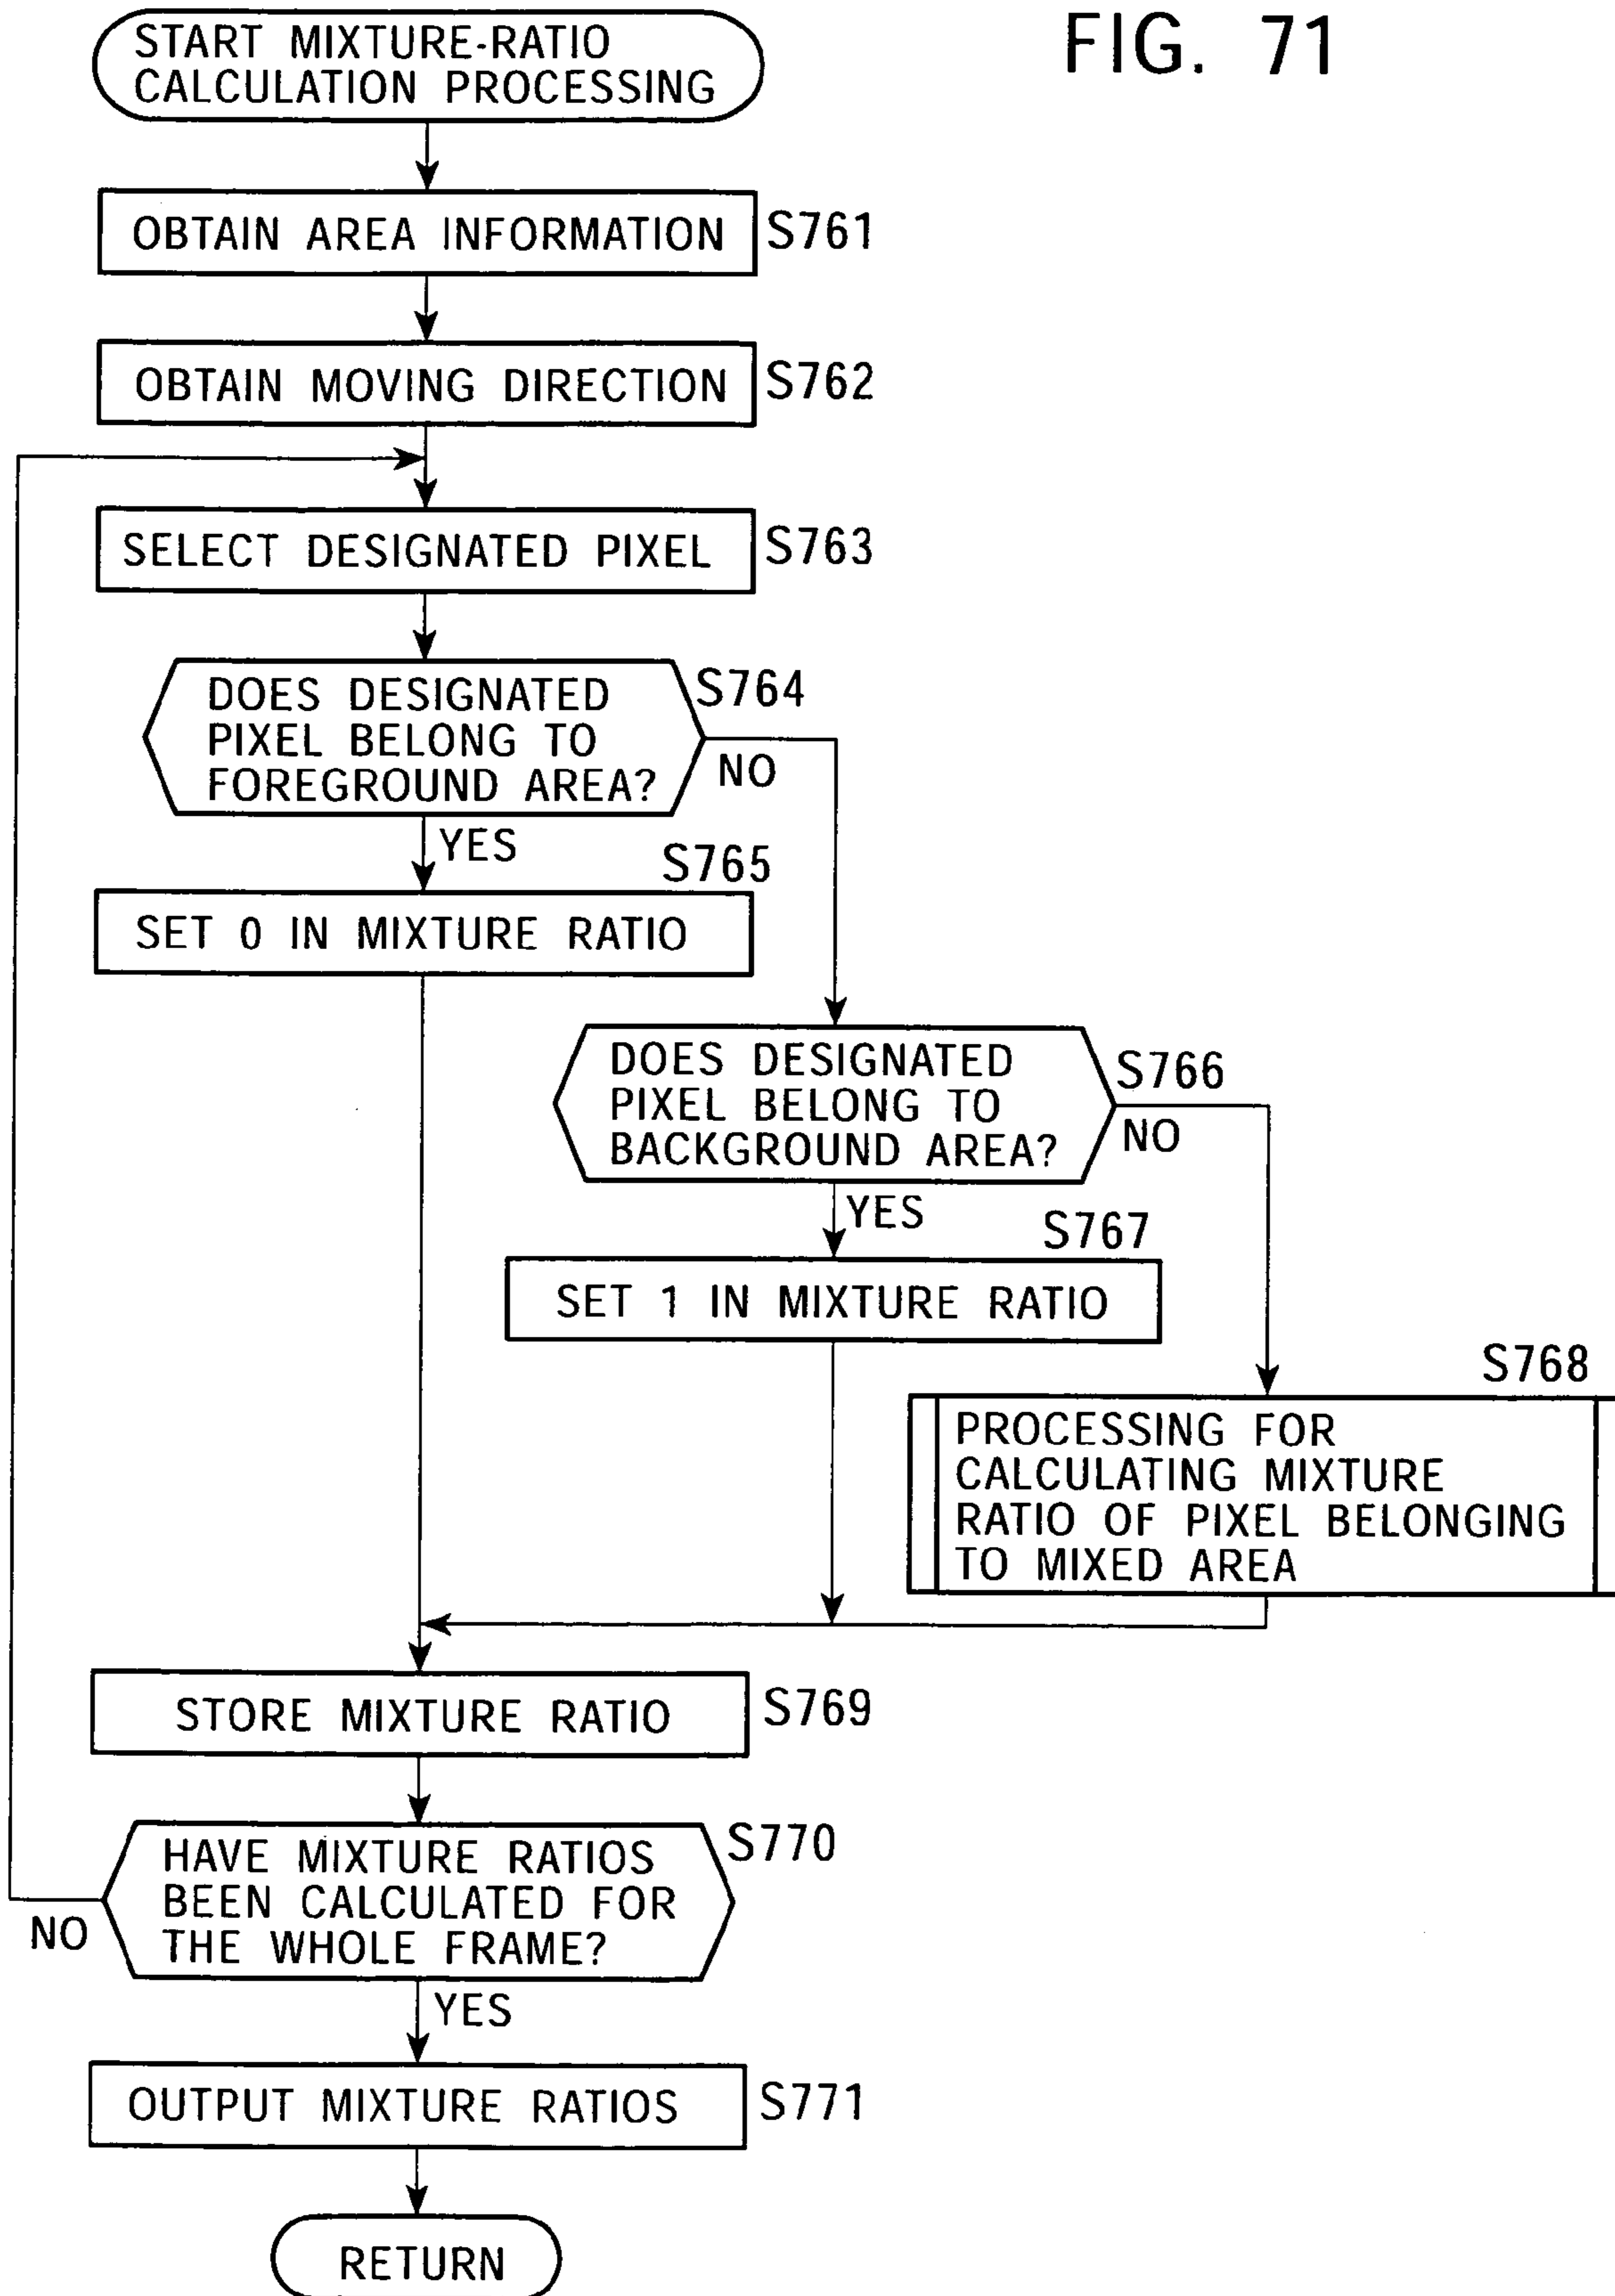 FIG. 71
START MIXTURE-RATIO
CALCULATION PROCESSING
OBTAIN AREA INFORMATION
S761
OBTAIN MOVING DIRECTION
S762
SELECT DESIGNATED PIXEL
S763
DOES DESIGNATED
PIXEL BELONG TO
FOREGROUND AREA?
S764
NO
YES
S765
SET 0 IN MIXTURE RATIO
DOES DESIGNATED
PIXEL BELONG TO
BACKGROUND AREA?
S766
NO
YES
S767
SET 1 IN MIXTURE RATIO
S768
PROCESSING FOR
CALCULATING MIXTURE
RATIO OF PIXEL BELONGING
TO MIXED AREA
STORE MIXTURE RATIO
S769
HAVE MIXTURE RATIOS
BEEN CALCULATED FOR
THE WHOLE FRAME?
S770
NO
YES
OUTPUT MIXTURE RATIOS
S771
RETURN